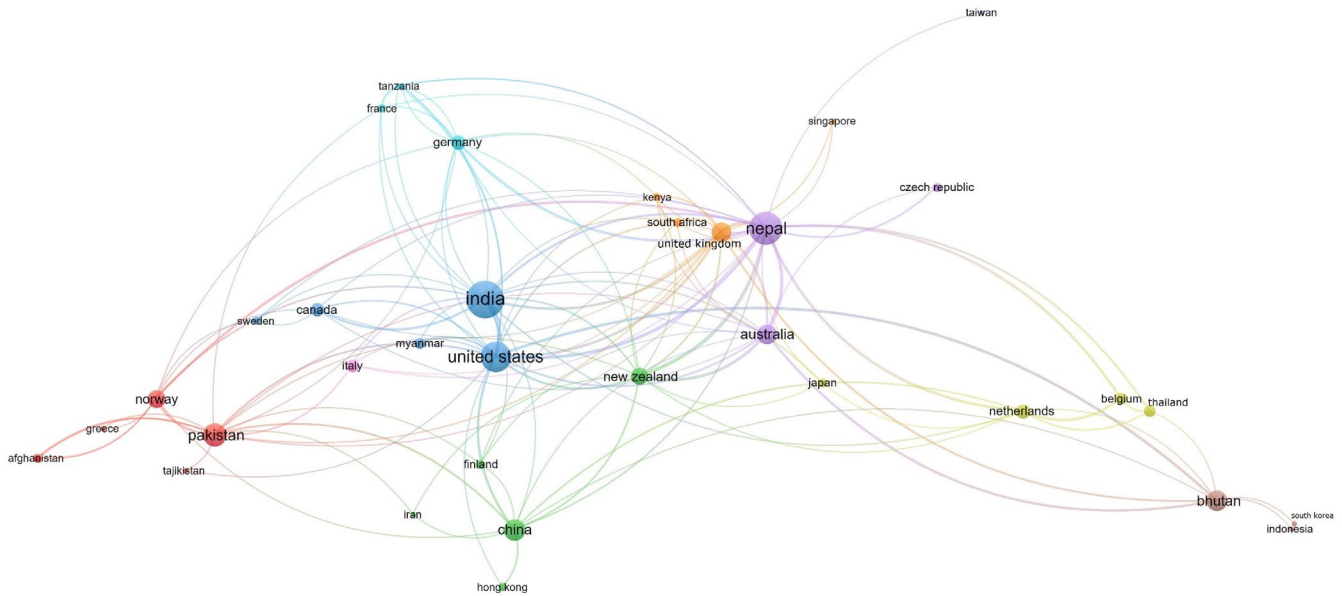 taiwan
tanzania
france
singapore
germany
czech republic
kenya
south africa
nepal
united kingdom
india
canada
sweden
australia
myanmar
united states
italy
new zealand
japan
norway
belgium
thailand
netherlands
greece
pakistan
afghanistan
finland
tajikistan
bhutan
iran
south korea
china
indonesia
hong kong